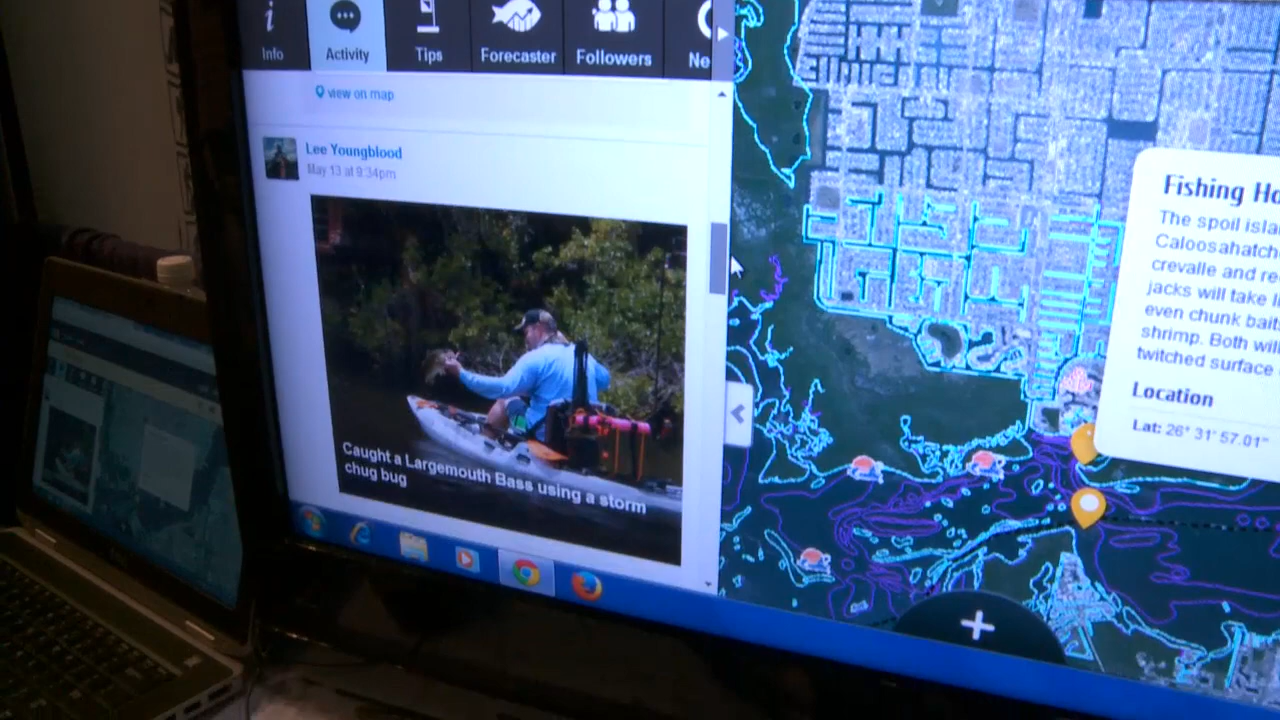 Info
Activity
Tips
Forecaster
Followers
Ne
view on map
Lee Youngblood
May 13 at 9:34pm
Caught a Largemouth Bass using a storm
chug bug
Fishing Ho
The spoil isla
Caloosahatch
crevalle and re
jacks will take l
even chunk bait
shrimp. Both will
twitched surface
Location
Lat: 26° 31' 57.01"